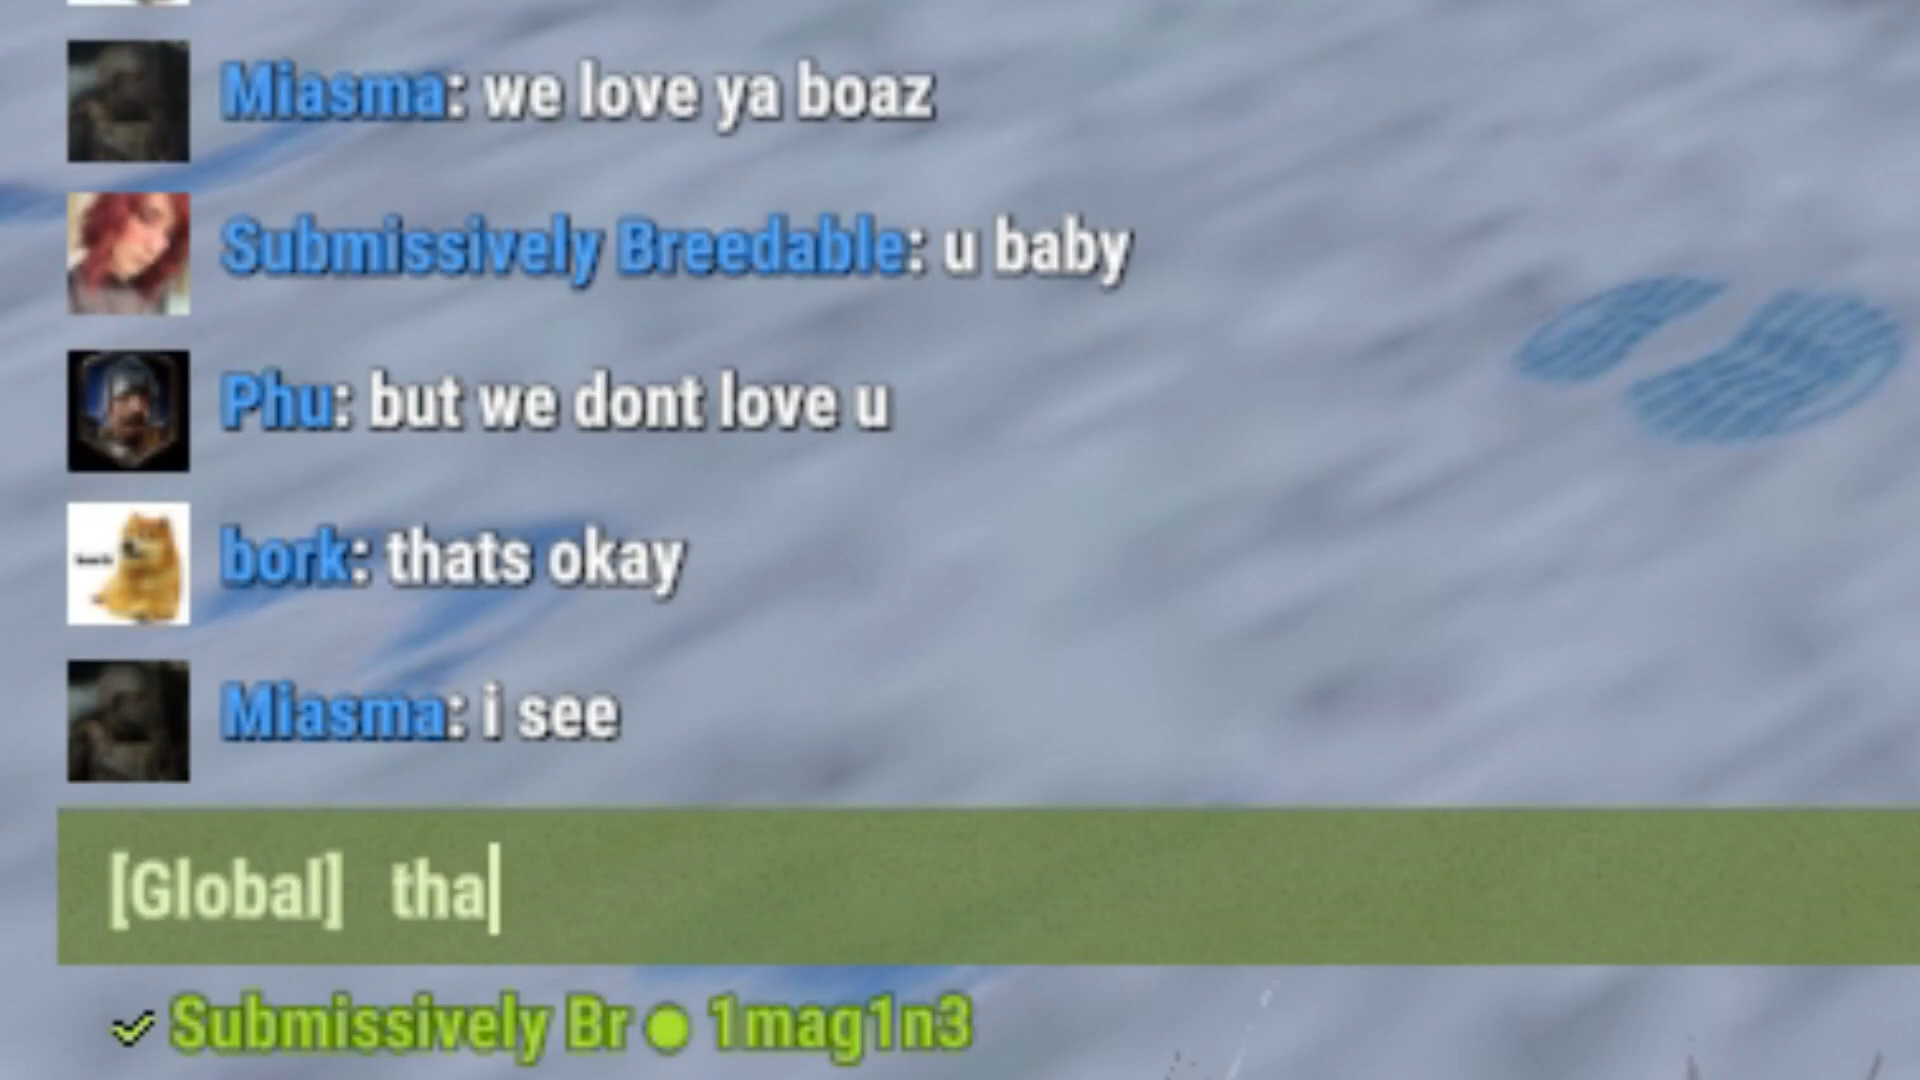 Miasma: we love ya boaz
Submissively Breedable: u baby
Phu: but we dont love u
bork: thats okay
Miasma: i see
[Global] tha
Submissively Br 1mag1n3